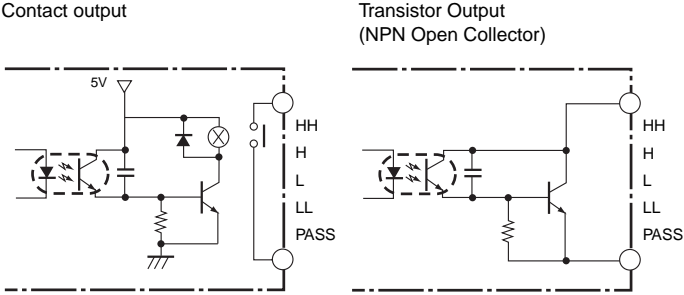 Contact output
Transistor Output
(NPN Open Collector)
5V
HH
H
L
LL
PASS
HH
H
L
LL
PASS